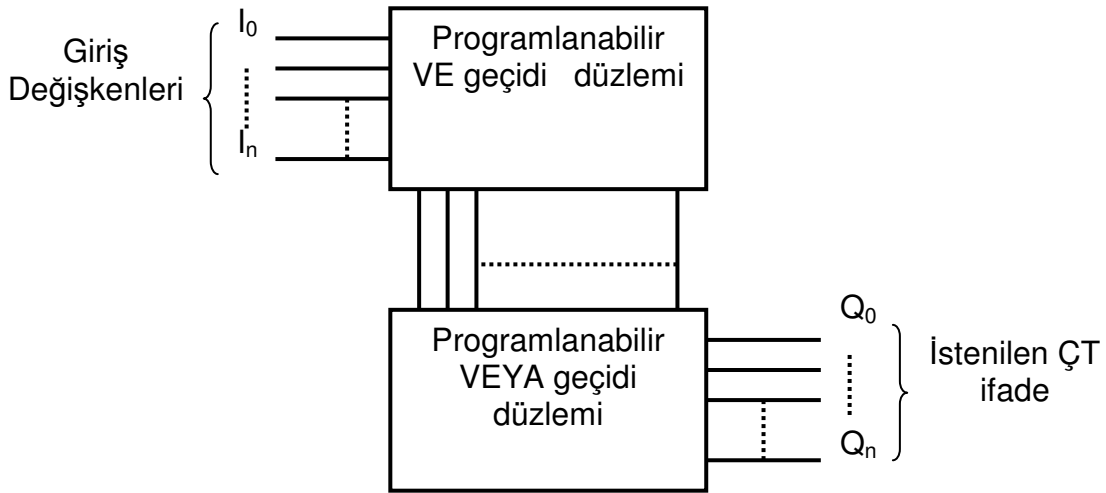 Giriş
Değişkenleri
I0
In
Programlanabilir
VE geçidi düzlemi
Programlanabilir
VEYA geçidi
düzlemi
Q0
Qn
İstenilen ÇT
ifade